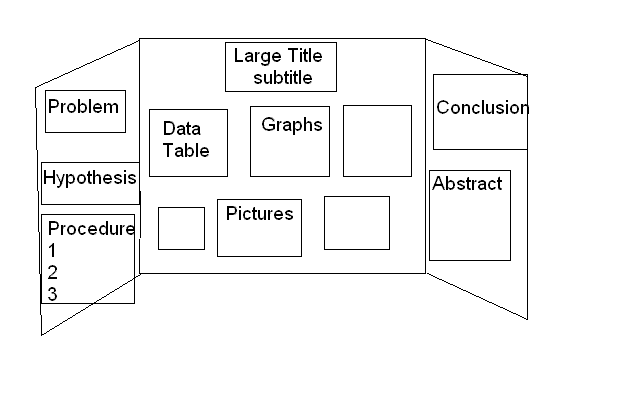 Large Title
subtitle
Problem
Hypothesis
Procedure
1
2
3
Data
Table
Graphs
Pictures
Conclusion
Abstract